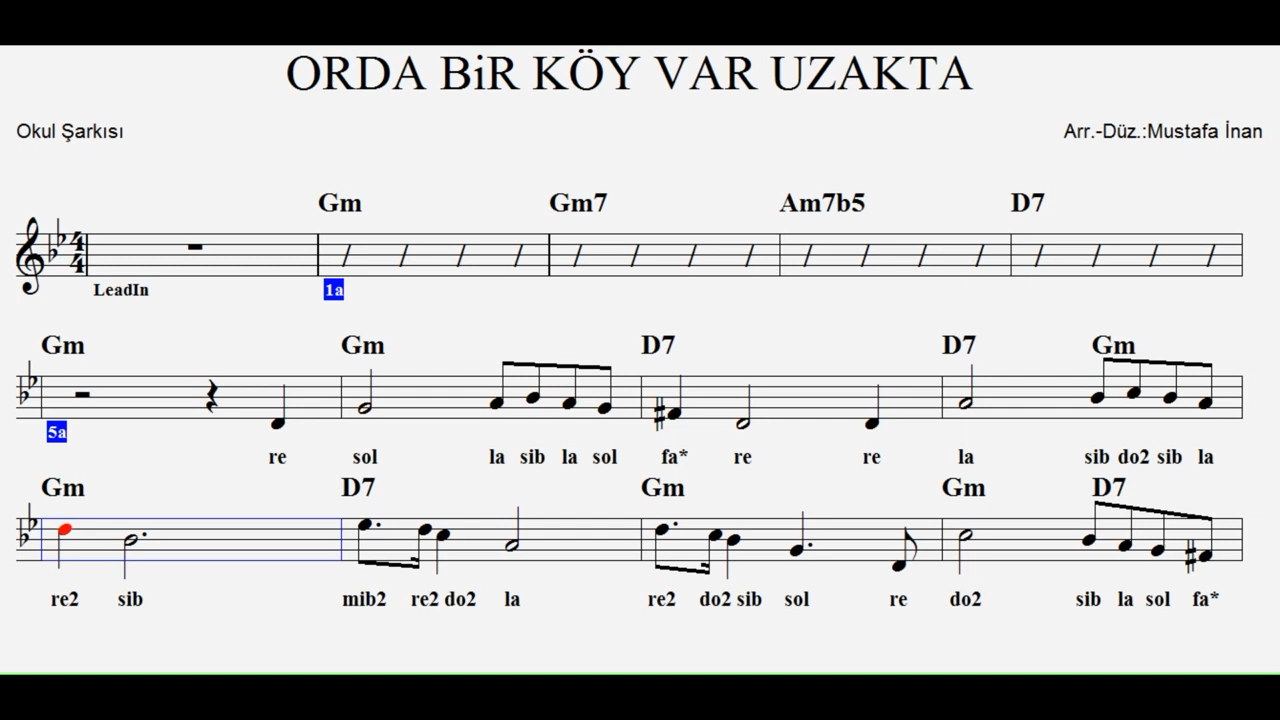 ORDA BiR KÖY VAR UZAKTA
Okul Şarkısı
Arr.-Düz.:Mustafa İnan
Gm Gm7 Am7b5 D7
4
4
LeadIn 1a
Gm Gm D7 D7 Gm
5a
re sol la sib la sol fa* re re la sib do2 sib la
Gm D7 Gm Gm D7
re2 sib mib2 re2 do2 la re2 do2 sib sol re do2 sib la sol fa*